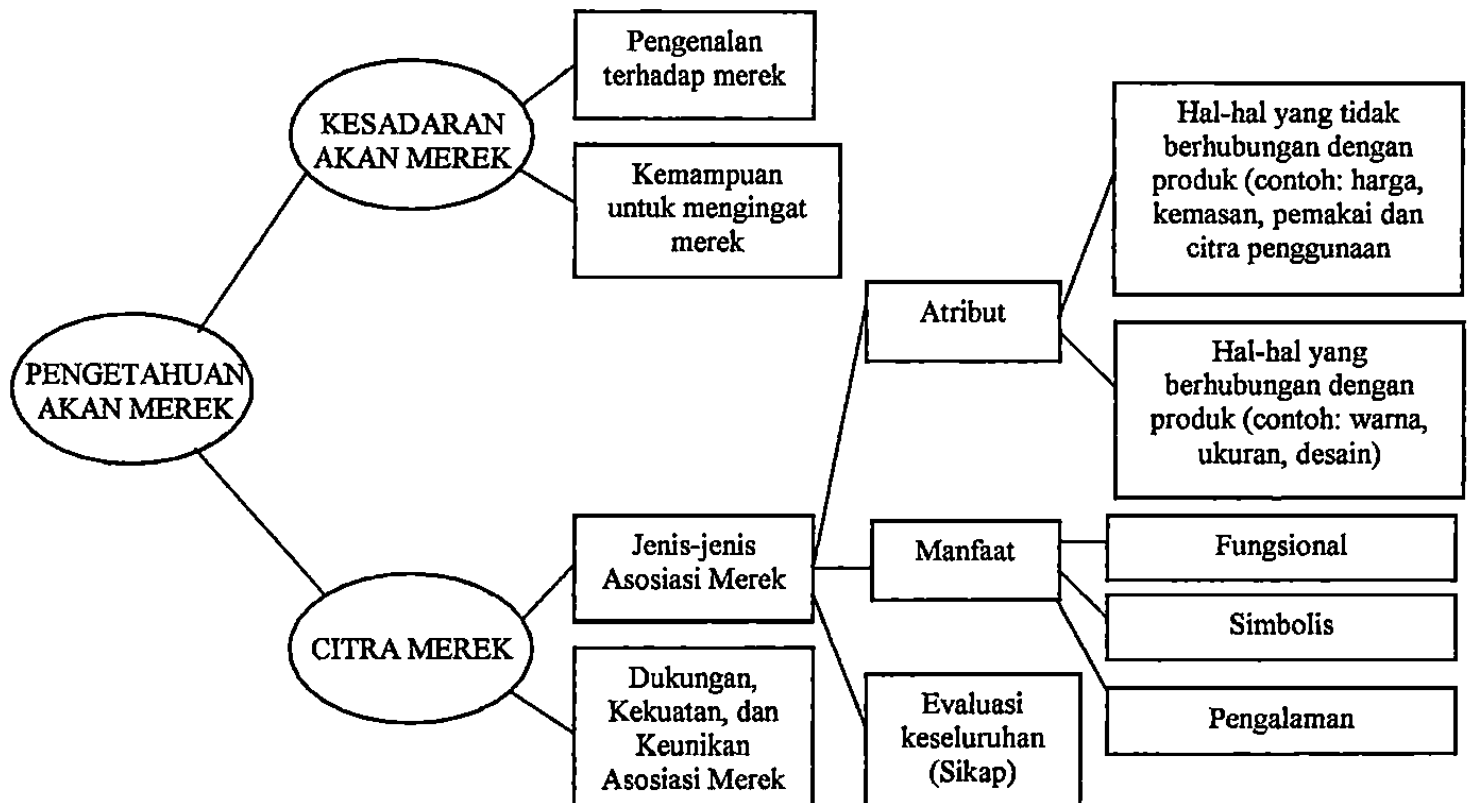 Pengenalan
terhadap merek
KESADARAN
AKAN MEREK
Kemampuan
untuk mengingat
merek
Hal-hal yang tidak
berhubungan dengan
produk (contoh: harga,
kemasan, pemakai dan
citra penggunaan
Atribut
Hal-hal yang
berhubungan dengan
produk (contoh: warna,
ukuran, desain)
PENGETAHUAN
AKAN MEREK
Jenis-jenis
Asosiasi Merek
Manfaat
Fungsional
Simbolis
Pengalaman
CITRA MEREK
Dukungan,
Kekuatan, dan
Keunikan
Asosiasi Merek
Evaluasi
keseluruhan
(Sikap)